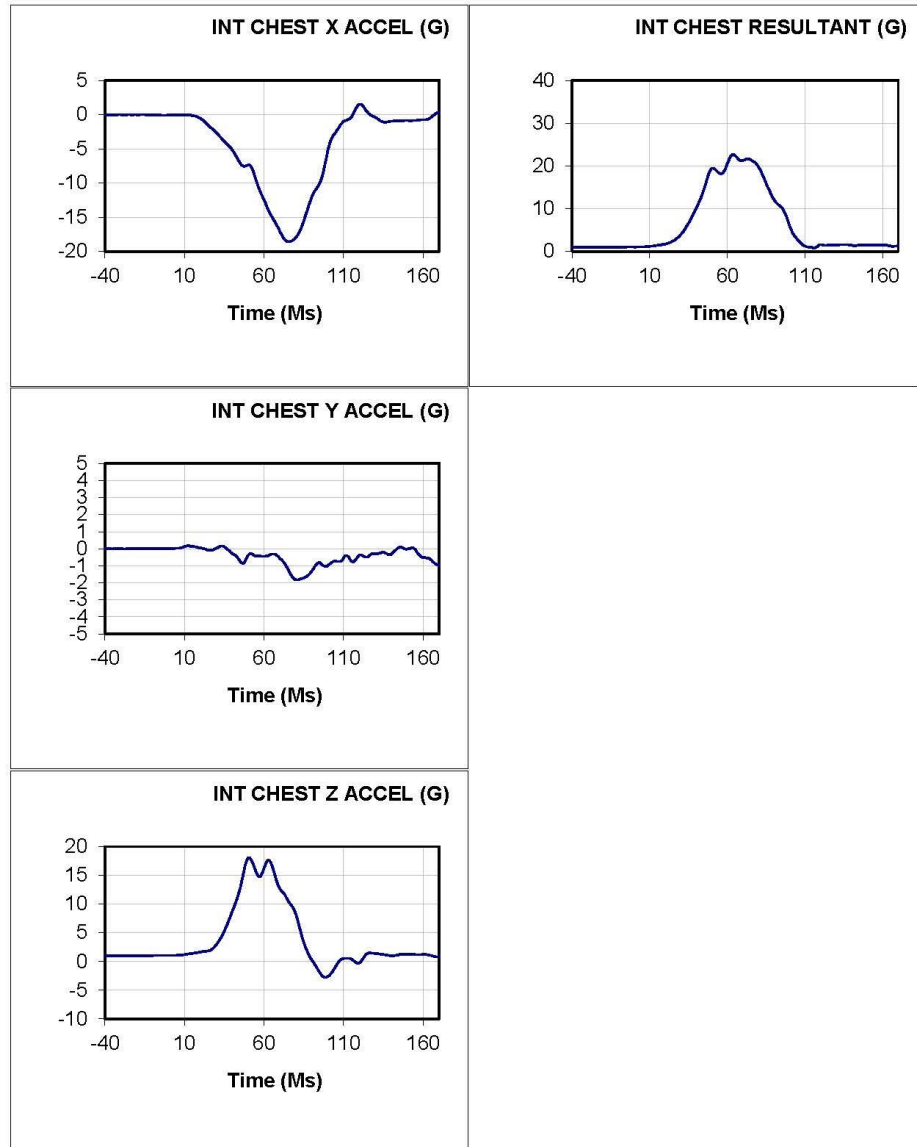 INT CHEST X ACCEL (G)
5
0
-5
-10
-15
-20
-40 10 60 110 160
Time (Ms)
INT CHEST RESULTANT (G)
40
30
20
10
0
-40 10 60 110 160
Time (Ms)
INT CHEST Y ACCEL (G)
5
4
3
2
1
0
-1
-2
-3
-4
-5
-40 10 60 110 160
Time (Ms)
INT CHEST Z ACCEL (G)
20
15
10
5
0
-5
-10
-40 10 60 110 160
Time (Ms)